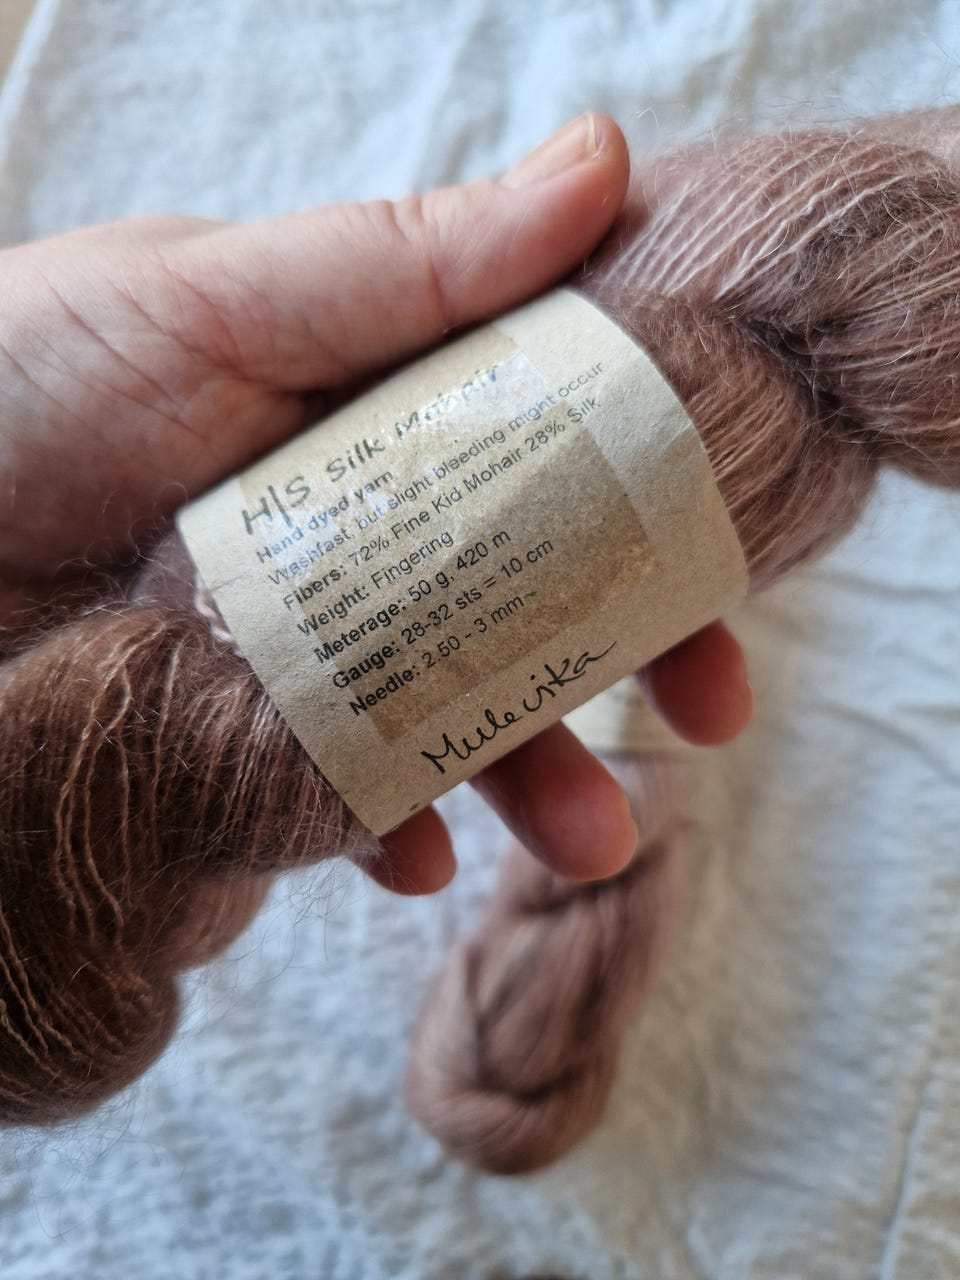 H|S Silk Mohair
Hand dyed yarn
Washfast, but slight bleeding might occur
Fibers: 72% Fine Kid Mohair 28% Silk
Weight: Fingering
Meterage: 50 g, 420 m
Gauge: 28-32 sts = 10 cm
Needle: 2.50 - 3 mm
Mulevika